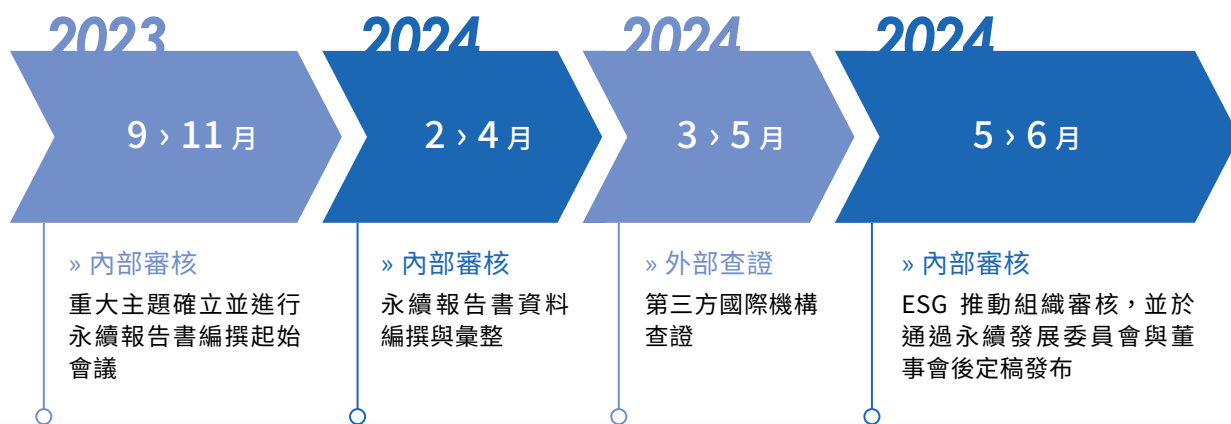 2023
9 › 11 月
» 內部審核
重大主題確立並進行
永續報告書編撰起始
會議
2024
2 › 4 月
» 內部審核
永續報告書資料
編撰與彙整
2024
3 › 5 月
» 外部查證
第三方國際機構
查證
2024
5 › 6 月
» 內部審核
ESG 推動組織審核，並於
通過永續發展委員會與董
事會後定稿發布